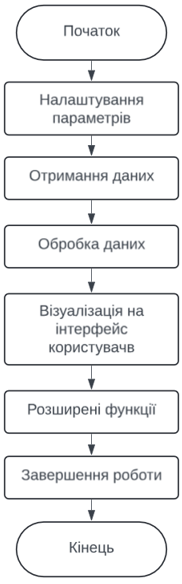 Початок
Налаштування
параметрів
Отримання даних
Обробка даних
Візуалізація на
інтерфейс
користувачв
Розширені функції
Завершення роботи
Кінець